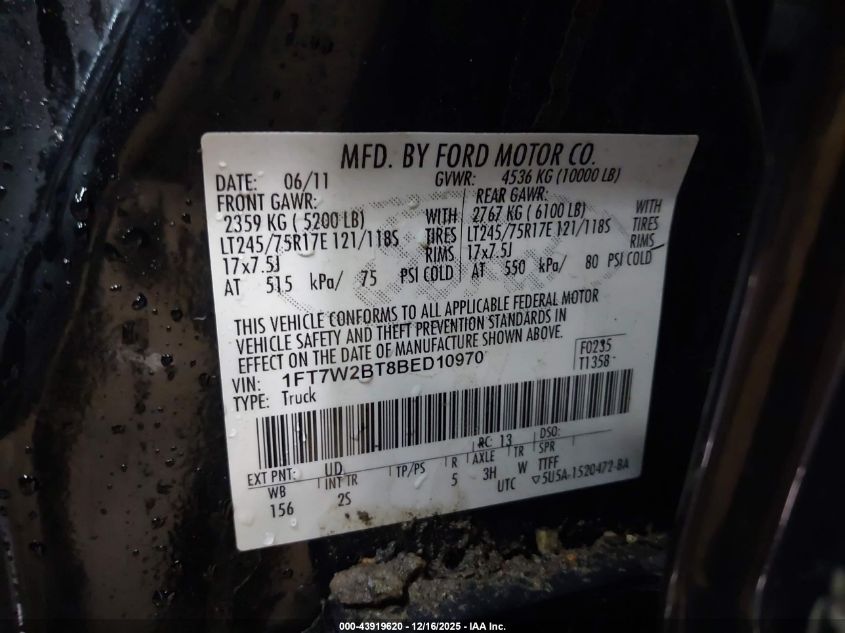 MFD. BY FORD MOTOR CO.
DATE: 06/11 GVWR: 4536 KG (10000 LB)
FRONT GAWR: REAR GAWR:
2359 KG ( 5200 LB) WITH 2767 KG ( 6100 LB) WITH
LT245/75R17E 121/118S TIRES LT245/75R17E 121/118S TIRES
17x7.5J RIMS 17x7.5J RIMS
AT 515 kPa/ 75 PSI COLD AT 550 kPa/ 80 PSI COLD
THIS VEHICLE CONFORMS TO ALL APPLICABLE FEDERAL MOTOR
VEHICLE SAFETY AND THEFT PREVENTION STANDARDS IN
EFFECT ON THE DATE OF MANUFACTURE SHOWN ABOVE.
VIN: 1FT7W2BT8BED10970 F0235
TYPE: Truck T1358
RC: 13 DSO:
EXT PNT: UD
WB INT TR TP/PS R AXLE TR SPR
156 2S 5 3H W TTFF
UTC ▽5U5A-1520472-BA
000-43919620 - 12/16/2025 - IAA Inc.